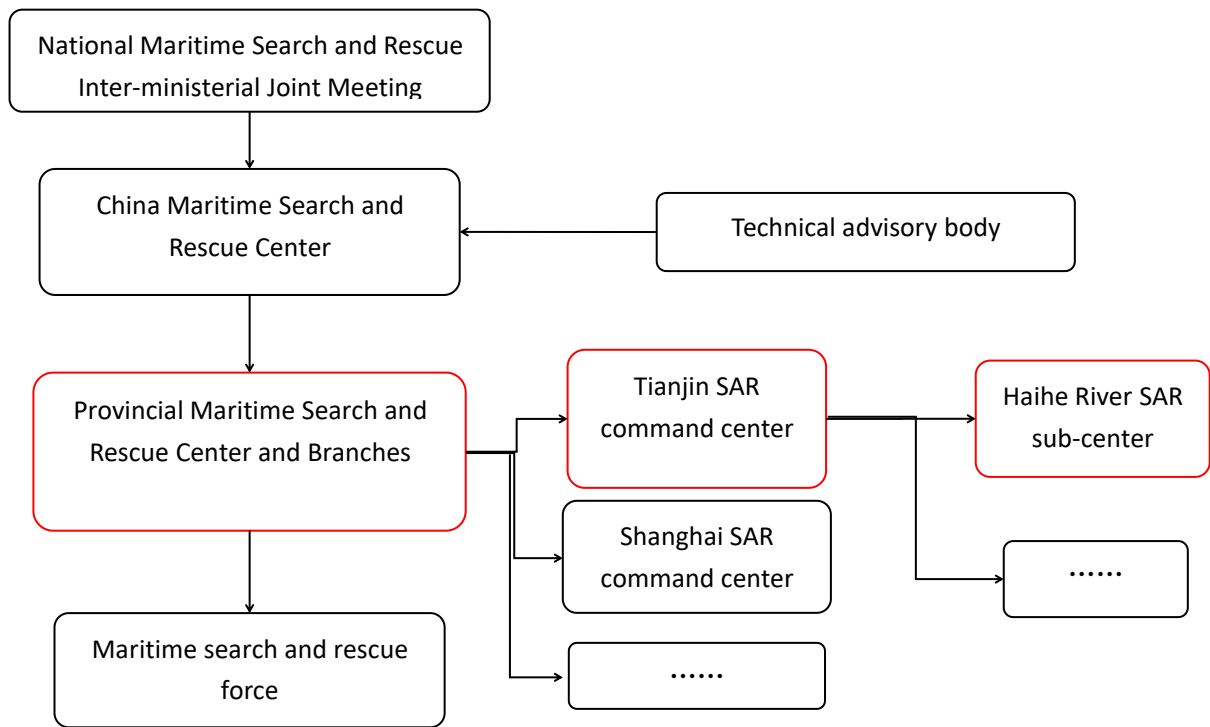 National Maritime Search and Rescue
Inter-ministerial Joint Meeting
China Maritime Search and
Rescue Center
Technical advisory body
Provincial Maritime Search and
Rescue Center and Branches
Tianjin SAR
command center
Haihe River SAR
sub-center
Shanghai SAR
command center
······
Maritime search and rescue
force
······